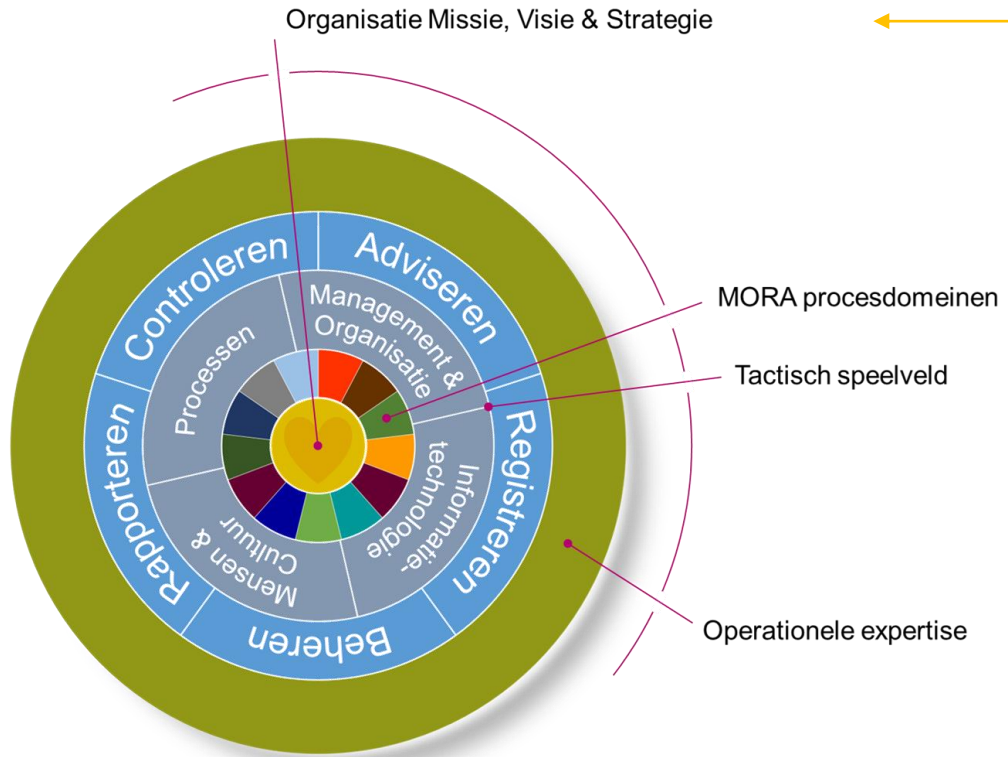 Organisatie Missie, Visie & Strategie
Controleren
Adviseren
Management &
Organisatie
Processen
MORA procesdomeinen
Tactisch speelveld
Registreren
Informatie-
technologie
Rapporteren
Mensen &
Cultuur
Beheren
Operationele expertise